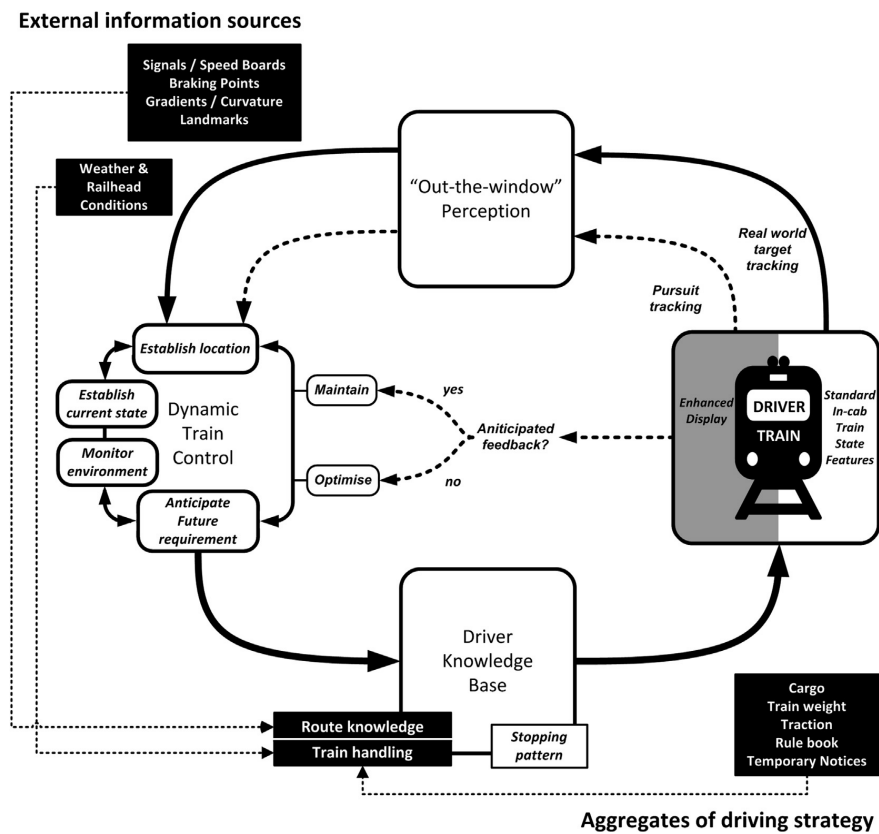 External information sources
Signals / Speed Boards
Braking Points
Gradients / Curvature
Landmarks
Weather &
Railhead
Conditions
“Out-the-window”
Perception
Real world
target
tracking
Pursuit
tracking
Establish location
Establish
current state
Monitor
environment
Dynamic
Train
Control
Anticipate
Future
requirement
Maintain
Optimise
yes
Aniticipated
feedback?
no
Enhanced
Display
DRIVER
TRAIN
Standard
In-cab
Train
State
Features
Driver
Knowledge
Base
Route knowledge
Train handling
Stopping
pattern
Cargo
Train weight
Traction
Rule book
Temporary Notices
Aggregates of driving strategy